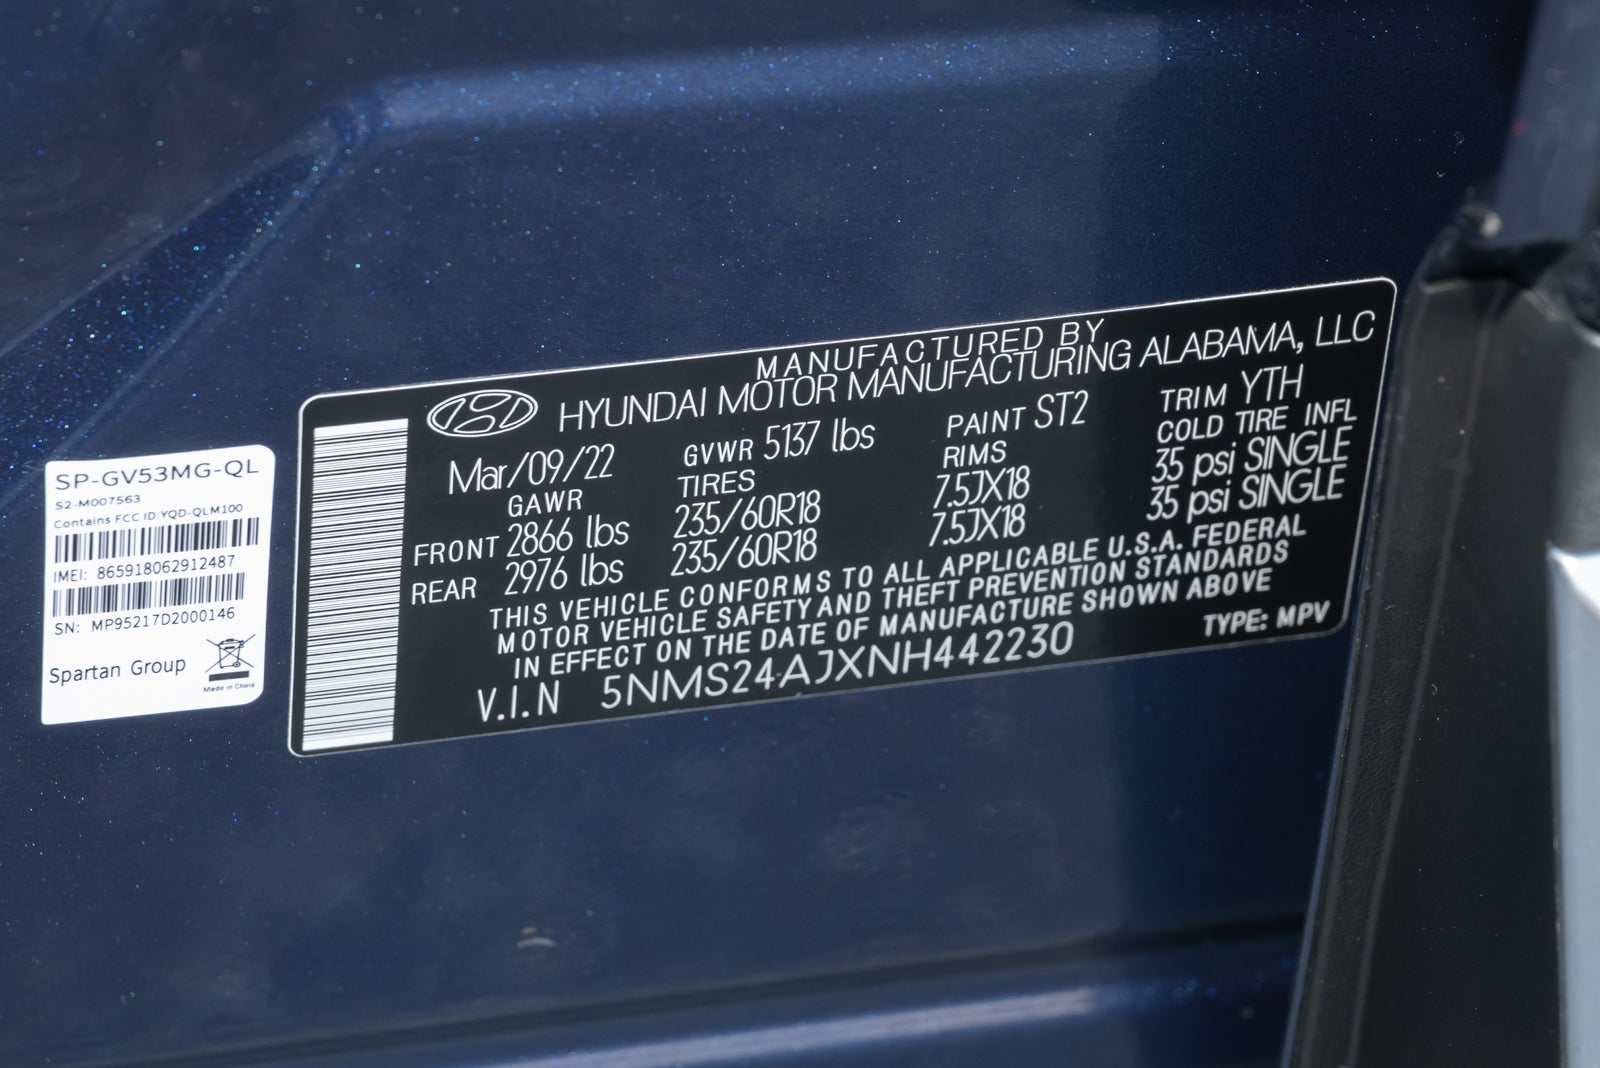 SP-GV53MG-QL
S2-M007563
Contains FCC ID:YQD-QLM100
IMEI: 865918062912487
SN: MP95217D2000146
Spartan Group
Made in China
MANUFACTURED BY
HYUNDAI MOTOR MANUFACTURING ALABAMA, LLC
Mar/09/22 GVWR 5137 lbs PAINT ST2 TRIM YTH
GAWR TIRES RIMS COLD TIRE INFL
FRONT 2866 lbs 235/60R18 7.5JX18 35 psi SINGLE
REAR 2976 lbs 235/60R18 7.5JX18 35 psi SINGLE
THIS VEHICLE CONFORMS TO ALL APPLICABLE U.S.A. FEDERAL
MOTOR VEHICLE SAFETY AND THEFT PREVENTION STANDARDS
IN EFFECT ON THE DATE OF MANUFACTURE SHOWN ABOVE
V.I.N 5NMS24AJXNH442230 TYPE: MPV